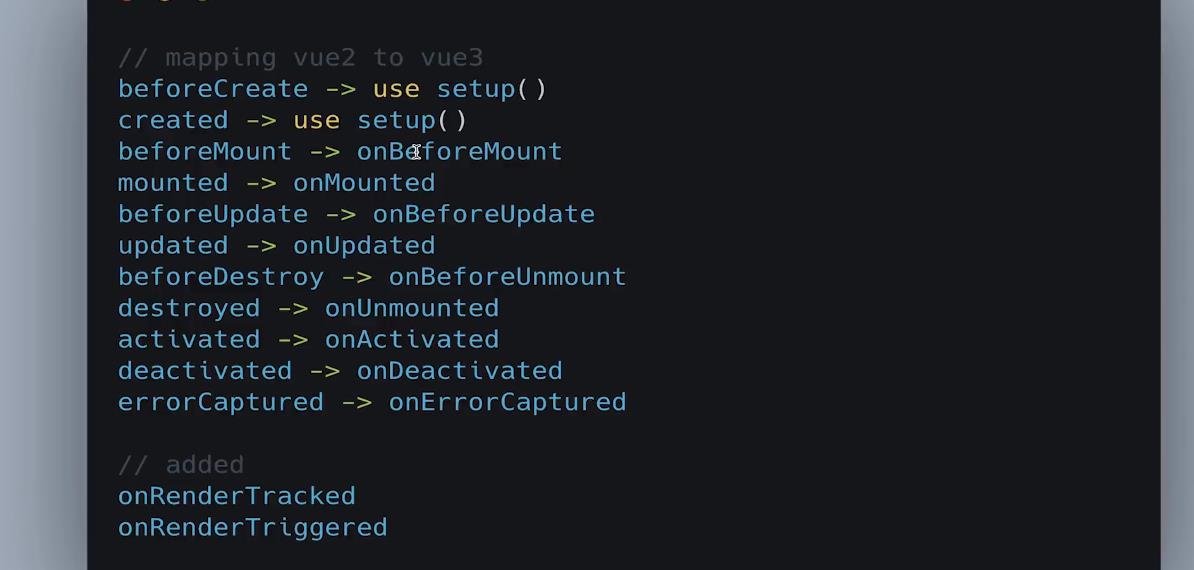 // mapping vue2 to vue3
beforeCreate -> use setup()
created -> use setup()
beforeMount -> onBeforeMount
mounted -> onMounted
beforeUpdate -> onBeforeUpdate
updated -> onUpdated
beforeDestroy -> onBeforeUnmount
destroyed -> onUnmounted
activated -> onActivated
deactivated -> onDeactivated
errorCaptured -> onErrorCaptured
// added
onRenderTracked
onRenderTriggered